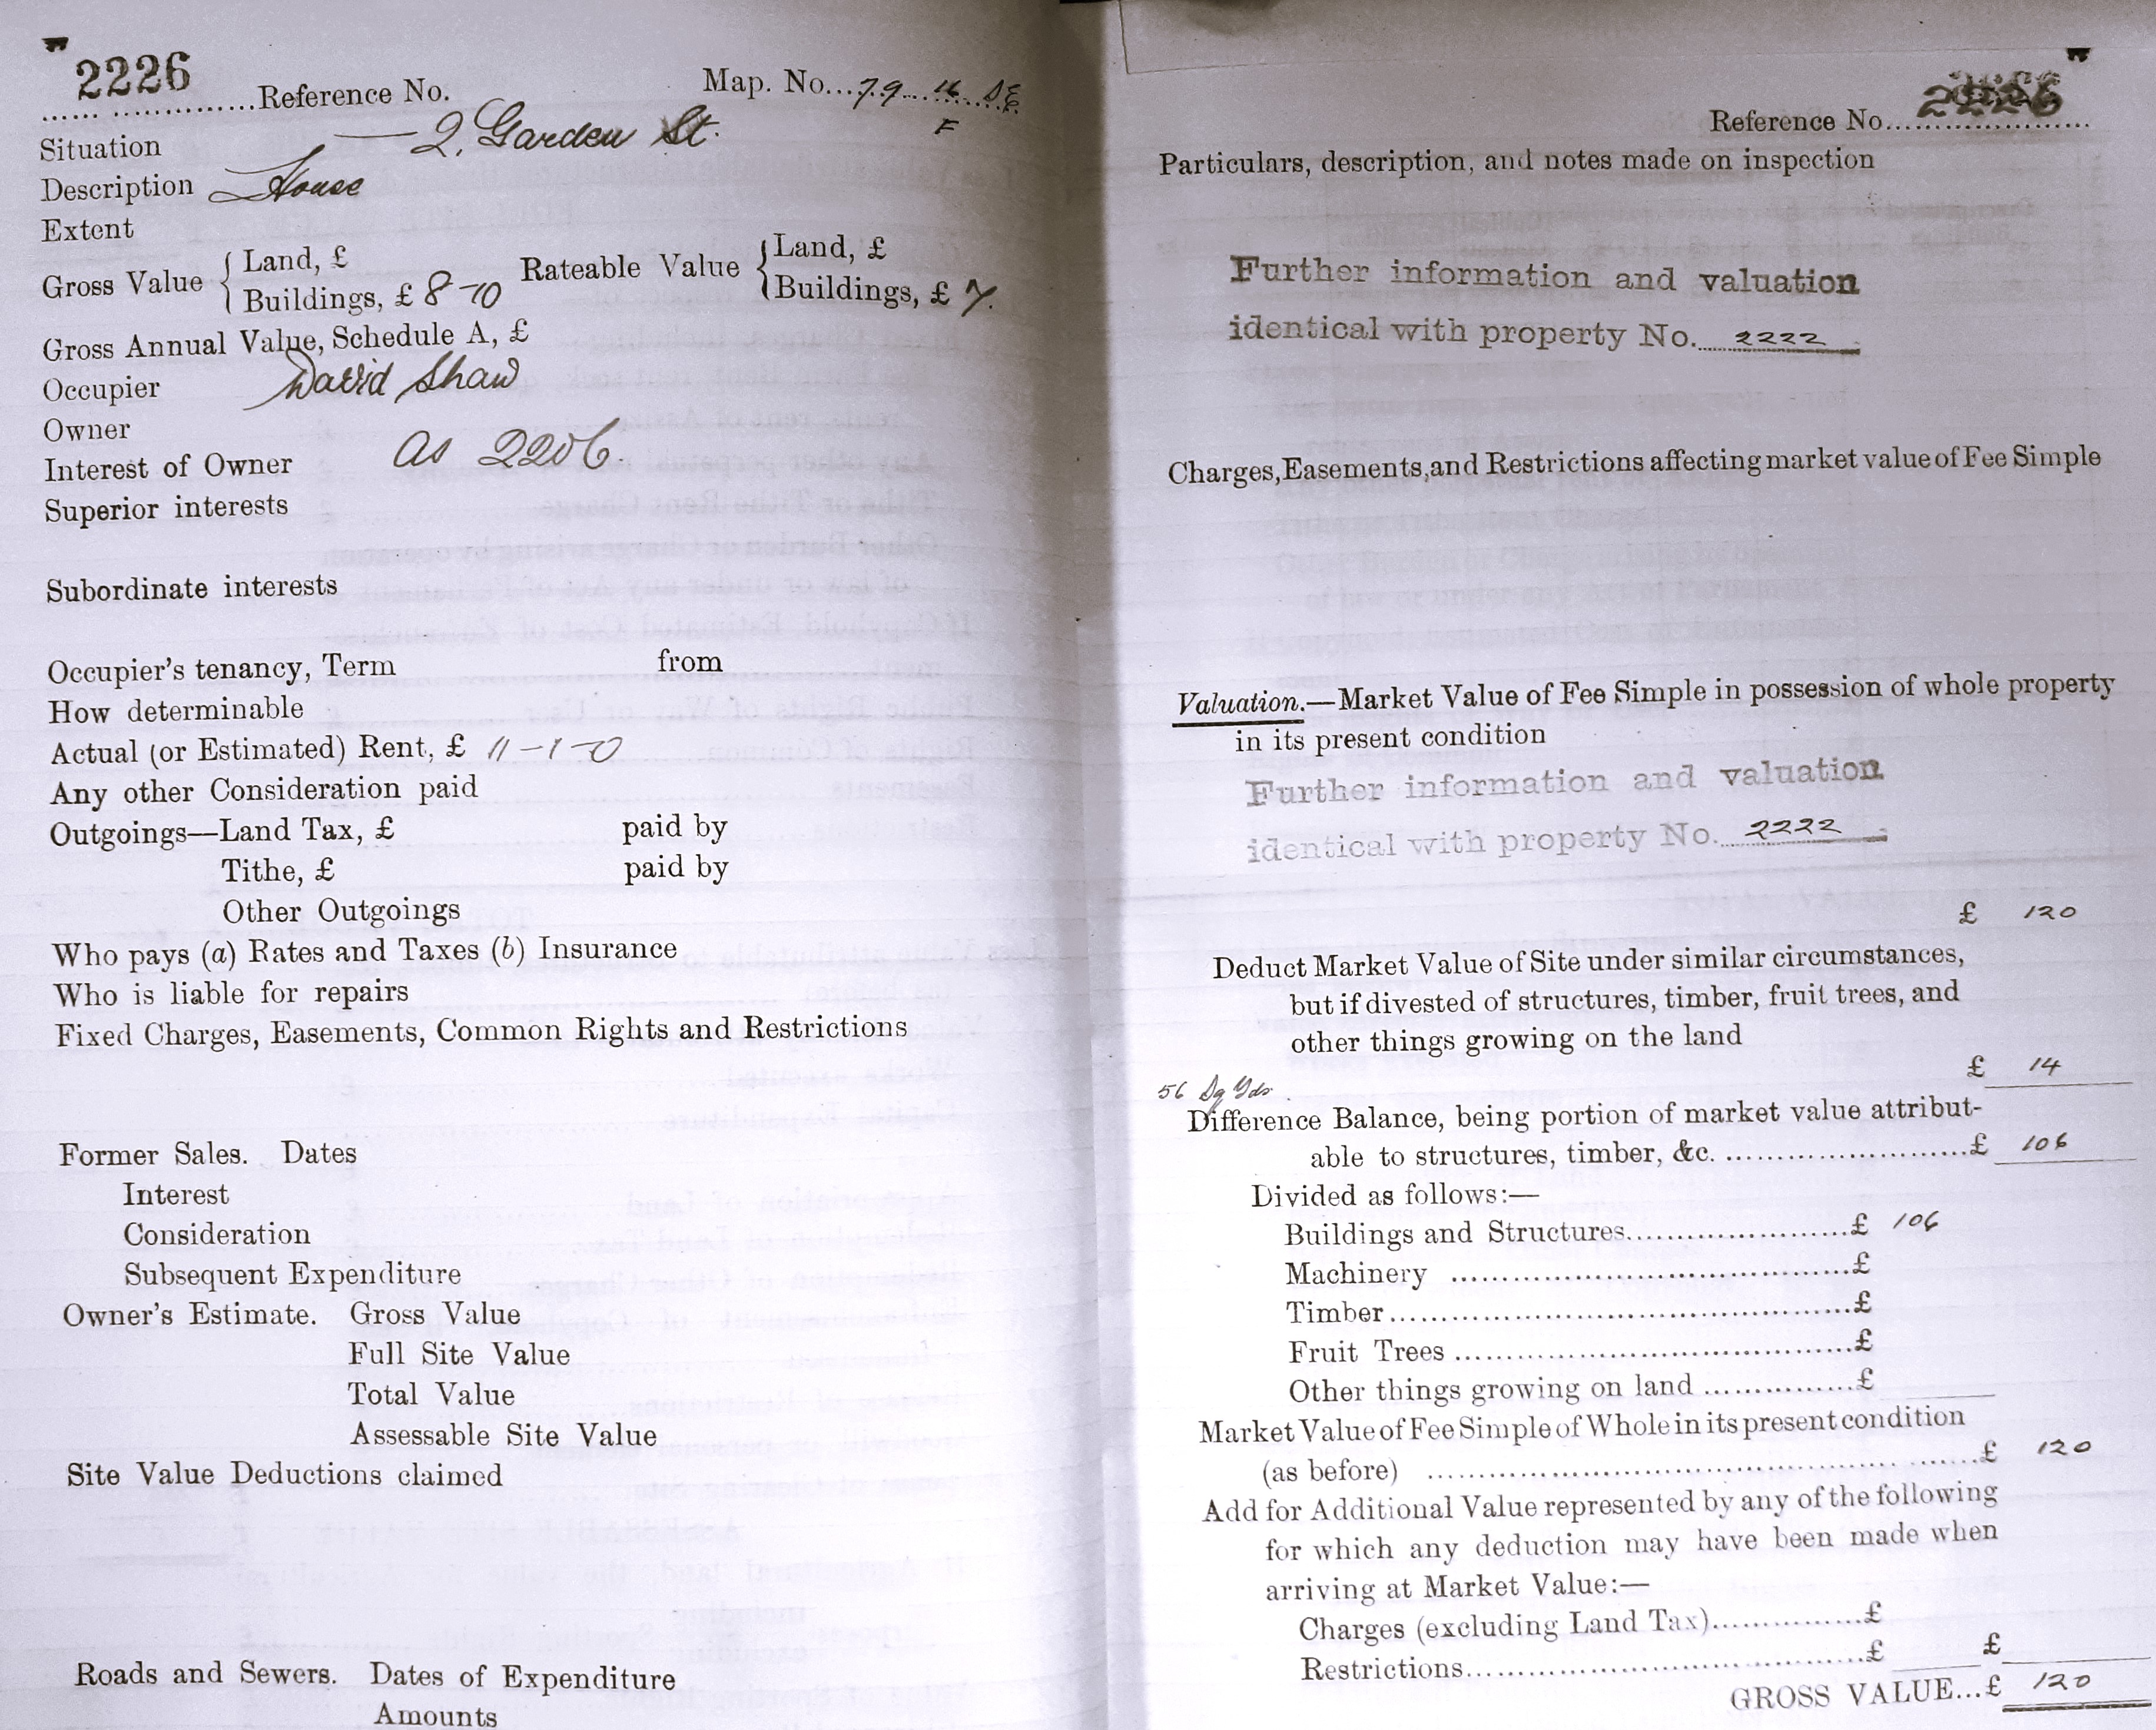 2226
Reference No. Map. No. 79 16 SE
F
Situation 2, Garden St.
Description House
Extent
Gross Value { Land, £ Rateable Value { Land, £
Buildings, £ 8-10 Buildings, £ 7.
Gross Annual Value, Schedule A, £
Occupier David Shaw
Owner
Interest of Owner as 2206.
Superior interests
Subordinate interests
Occupier's tenancy, Term from
How determinable
Actual (or Estimated) Rent, £ 11-1-0
Any other Consideration paid
Outgoings—Land Tax, £ paid by
Tithe, £ paid by
Other Outgoings
Who pays (a) Rates and Taxes (b) Insurance
Who is liable for repairs
Fixed Charges, Easements, Common Rights and Restrictions
Former Sales. Dates
Interest
Consideration
Subsequent Expenditure
Owner's Estimate. Gross Value
Full Site Value
Total Value
Assessable Site Value
Site Value Deductions claimed
Roads and Sewers. Dates of Expenditure
Amounts
Reference No. 2226
Particulars, description, and notes made on inspection
Further information and valuation
identical with property No. 2222
Charges, Easements, and Restrictions affecting market value of Fee Simple
Valuation.—Market Value of Fee Simple in possession of whole property
in its present condition
Further information and valuation
identical with property No. 2222
£ 120
Deduct Market Value of Site under similar circumstances,
but if divested of structures, timber, fruit trees, and
other things growing on the land
£ 14
56 Sq Yds.
Difference Balance, being portion of market value attribut-
able to structures, timber, &c. £ 106
Divided as follows:—
Buildings and Structures £ 106
Machinery £
Timber £
Fruit Trees £
Other things growing on land £
Market Value of Fee Simple of Whole in its present condition
(as before) £ 120
Add for Additional Value represented by any of the following
for which any deduction may have been made when
arriving at Market Value:—
Charges (excluding Land Tax) £
Restrictions £ £
GROSS VALUE...£ 120